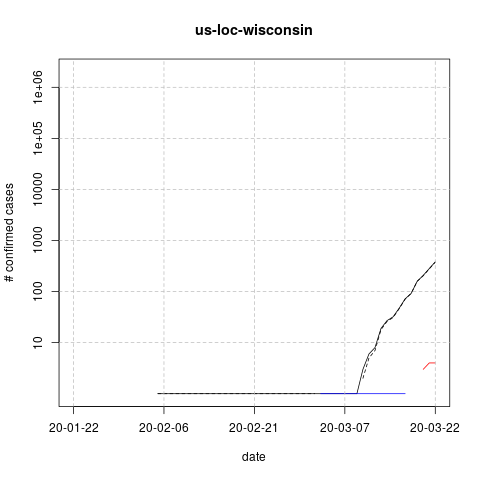 us-loc-wisconsin
# confirmed cases
1e+06
1e+05
10000
1000
100
10
20-01-22 20-02-06 20-02-21 20-03-07 20-03-22
date